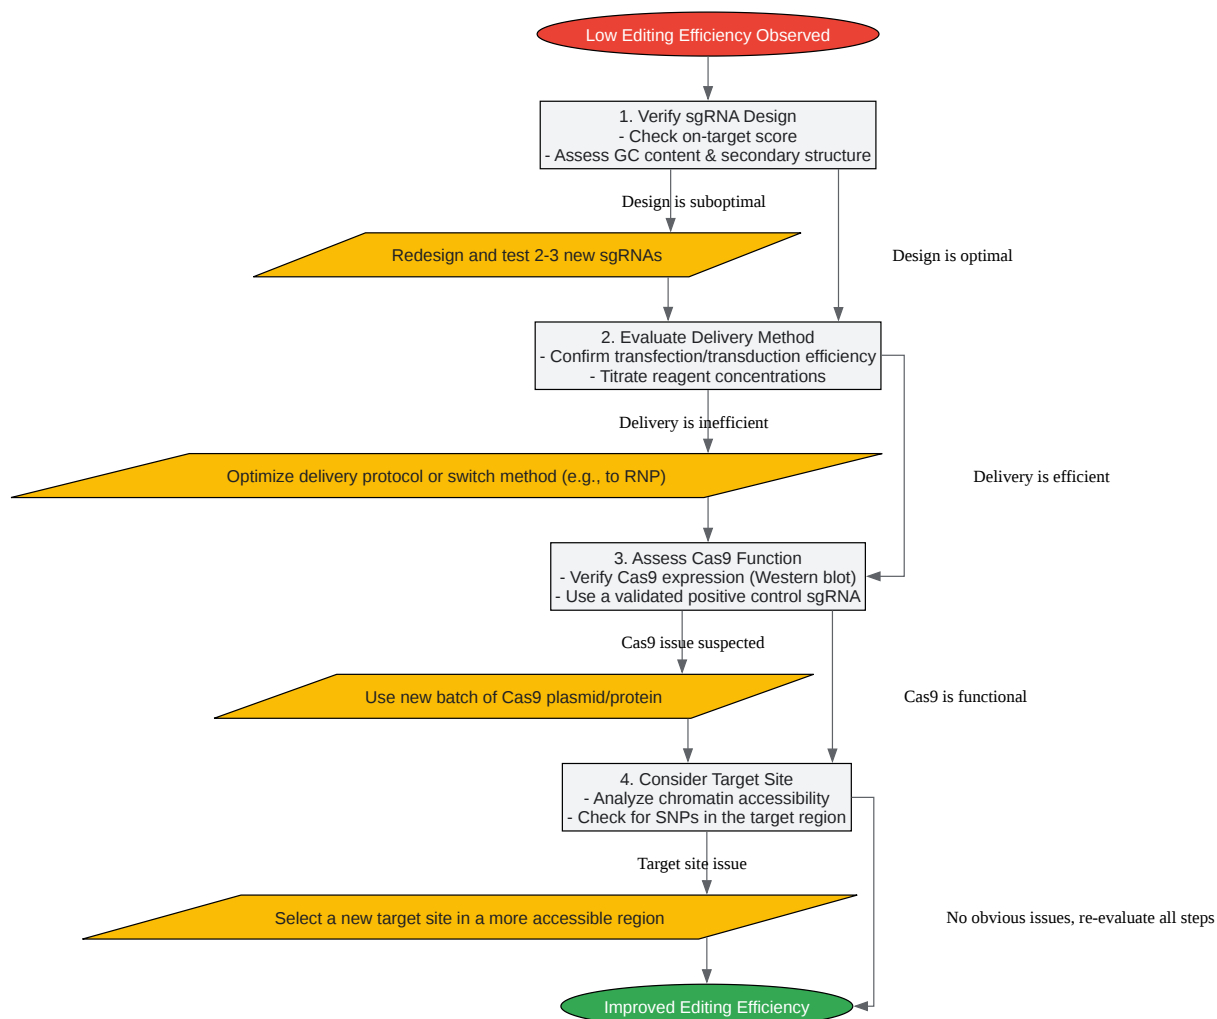 Low Editing Efficiency Observed
1. Verify sgRNA Design
- Check on-target score
- Assess GC content & secondary structure
Design is suboptimal
Redesign and test 2-3 new sgRNAs
Design is optimal
2. Evaluate Delivery Method
- Confirm transfection/transduction efficiency
- Titrate reagent concentrations
Delivery is inefficient
Optimize delivery protocol or switch method (e.g., to RNP)
Delivery is efficient
3. Assess Cas9 Function
- Verify Cas9 expression (Western blot)
- Use a validated positive control sgRNA
Cas9 issue suspected
Use new batch of Cas9 plasmid/protein
Cas9 is functional
4. Consider Target Site
- Analyze chromatin accessibility
- Check for SNPs in the target region
Target site issue
Select a new target site in a more accessible region
No obvious issues, re-evaluate all steps
Improved Editing Efficiency